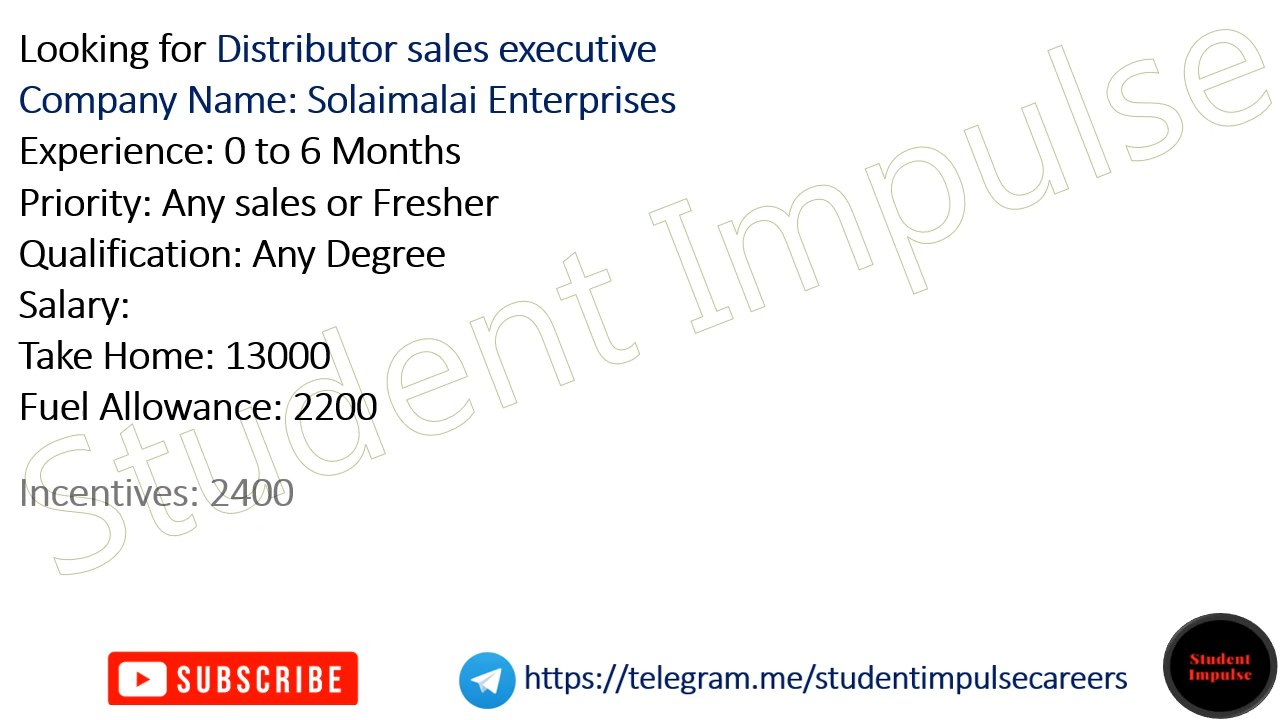 Looking for Distributor sales executive
Company Name: Solaimalai Enterprises
Experience: 0 to 6 Months
Priority: Any sales or Fresher
Qualification: Any Degree
Salary:
Take Home: 13000
Fuel Allowance: 2200
Incentives: 2400
Student Impulse
SUBSCRIBE
https://telegram.me/studentimpulsecareers
Student
Impulse